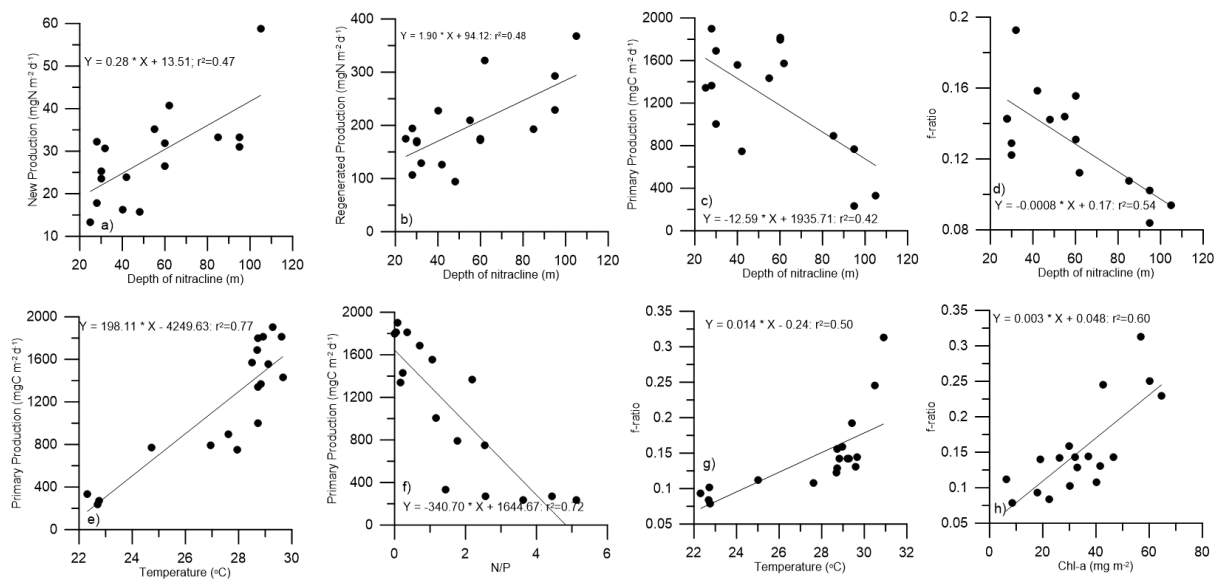 New Production (mgN m⁻² d⁻¹)
60
50
40
30
20
10
Y = 0.28 * X + 13.51; r²=0.47
a)
20 40 60 80 100 120
Depth of nitracline (m)
Regenerated Production (mgN m⁻² d⁻¹)
400
300
200
100
0
Y = 1.90 * X + 94.12: r²=0.48
b)
20 40 60 80 100 120
Depth of nitracline (m)
Primary Production (mgC m⁻² d⁻¹)
2000
1600
1200
800
400
0
c)
Y = -12.59 * X + 1935.71: r²=0.42
20 40 60 80 100 120
Depth of nitracline (m)
f-ratio
0.2
0.16
0.12
0.08
d)
Y = -0.0008 * X + 0.17: r²=0.54
20 40 60 80 100 120
Depth of nitracline (m)
Primary Production (mgC m⁻² d⁻¹)
2000
1600
1200
800
400
0
Y = 198.11 * X - 4249.63: r²=0.77
e)
22 24 26 28 30
Temperature (ºC)
Primary Production (mgC m⁻² d⁻¹)
2000
1600
1200
800
400
0
f)
Y = -340.70 * X + 1644.67: r²=0.72
0 2 4 6
N/P
f-ratio
0.35
0.3
0.25
0.2
0.15
0.1
0.05
Y = 0.014 * X - 0.24: r²=0.50
g)
22 24 26 28 30 32
Temperature (ºC)
f-ratio
0.35
0.3
0.25
0.2
0.15
0.1
0.05
Y = 0.003 * X + 0.048: r²=0.60
h)
0 20 40 60 80
Chl-a (mg m⁻²)